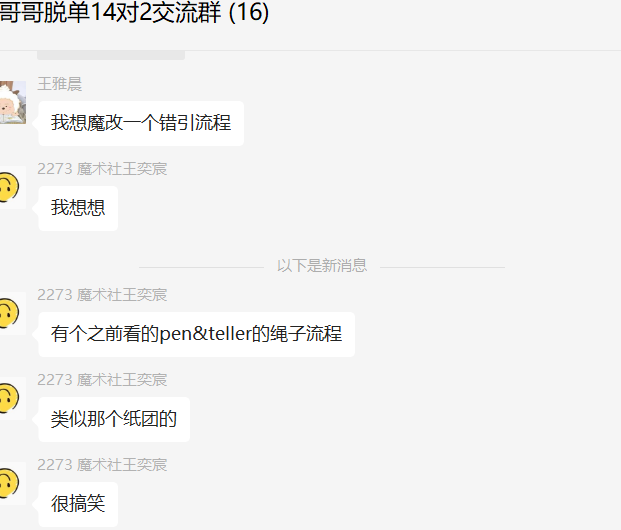 哥哥脱单14对2交流群 (16)
王雅晨
我想魔改一个错引流程
2273 魔术社王奕宸
我想想
以下是新消息
2273 魔术社王奕宸
有个之前看的pen&teller的绳子流程
2273 魔术社王奕宸
类似那个纸团的
2273 魔术社王奕宸
很搞笑